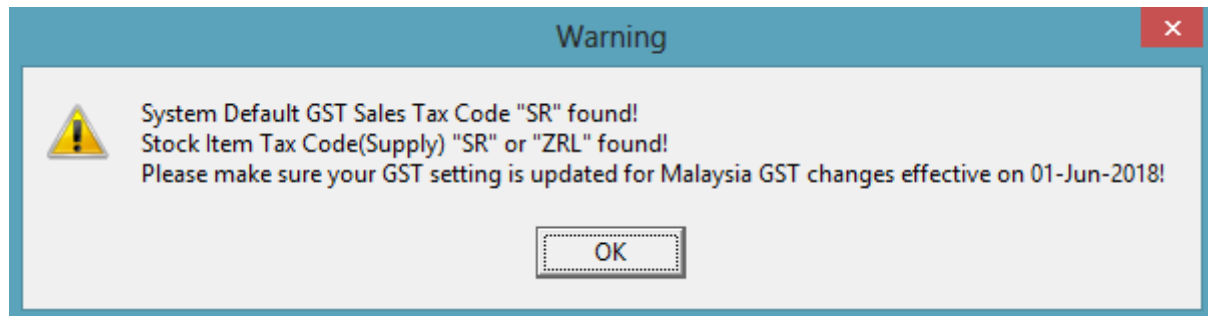 Warning
System Default GST Sales Tax Code "SR" found!
Stock Item Tax Code(Supply) "SR" or "ZRL" found!
Please make sure your GST setting is updated for Malaysia GST changes effective on 01-Jun-2018!
OK